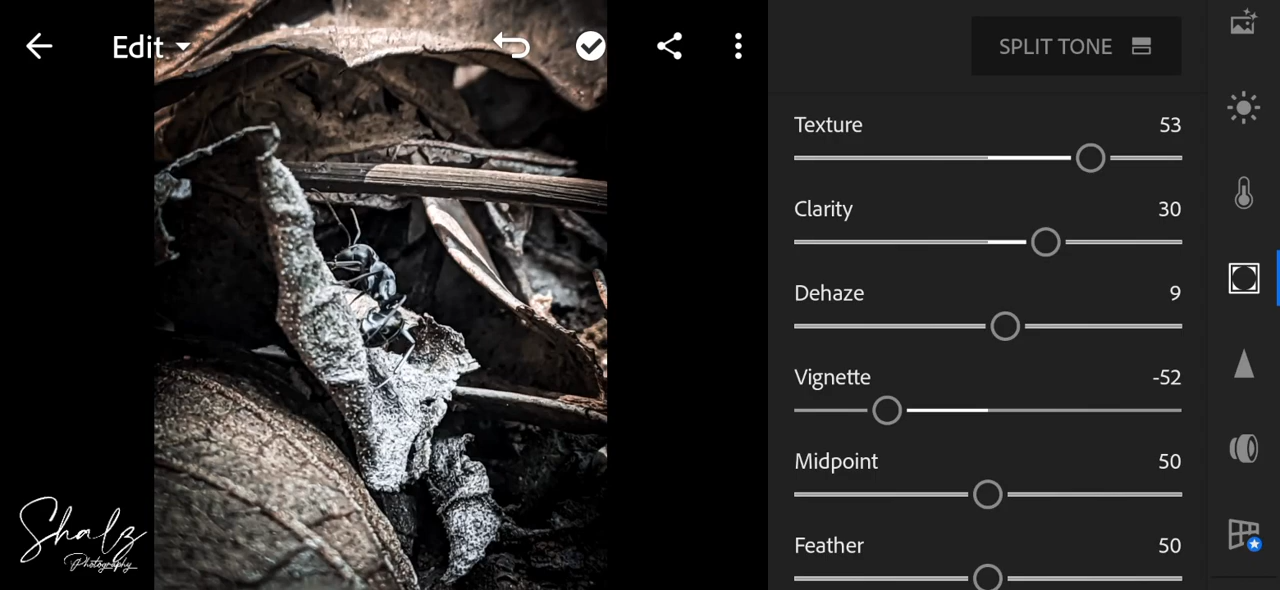 Edit
SPLIT TONE
Texture 53
Clarity 30
Dehaze 9
Vignette -52
Midpoint 50
Feather 50
Shalz
Photography